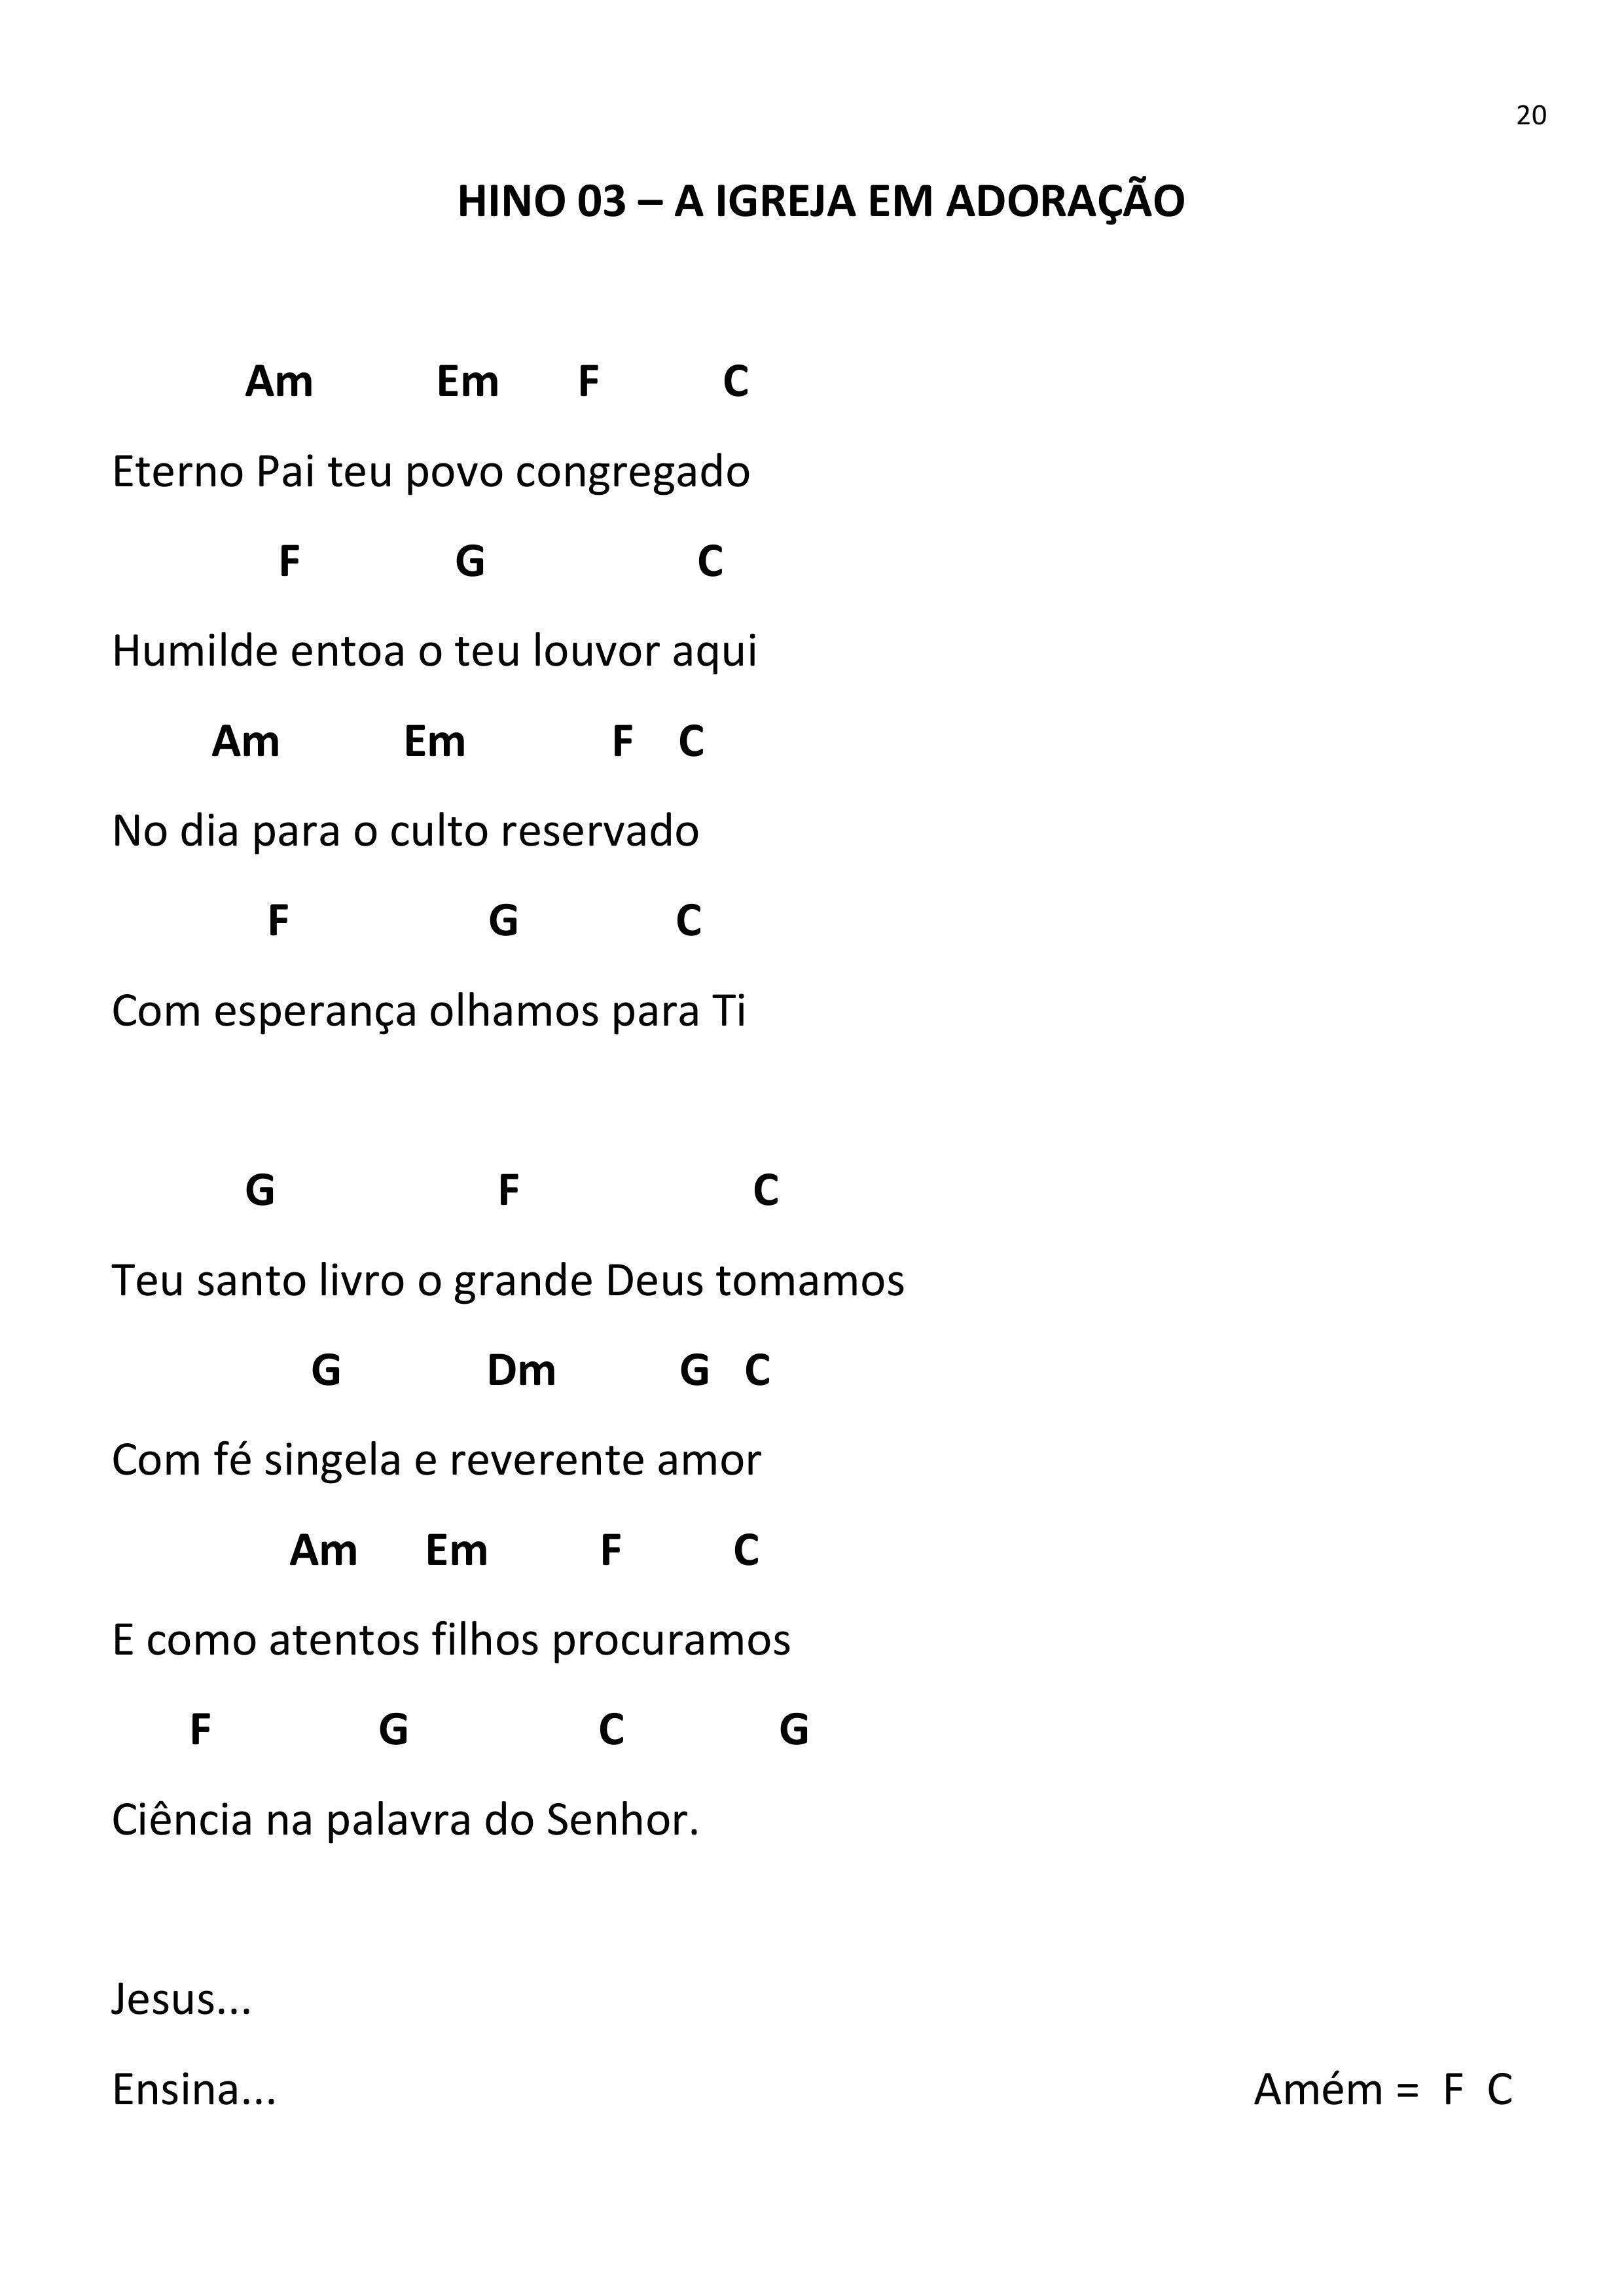 20
HINO 03 – A IGREJA EM ADORAÇÃO
Am Em F C
Eterno Pai teu povo congregado
F G C
Humilde entoa o teu louvor aqui
Am Em F C
No dia para o culto reservado
F G C
Com esperança olhamos para Ti
G F C
Teu santo livro o grande Deus tomamos
G Dm G C
Com fé singela e reverente amor
Am Em F C
E como atentos filhos procuramos
F G C G
Ciência na palavra do Senhor.
Jesus...
Ensina... Amém = F C